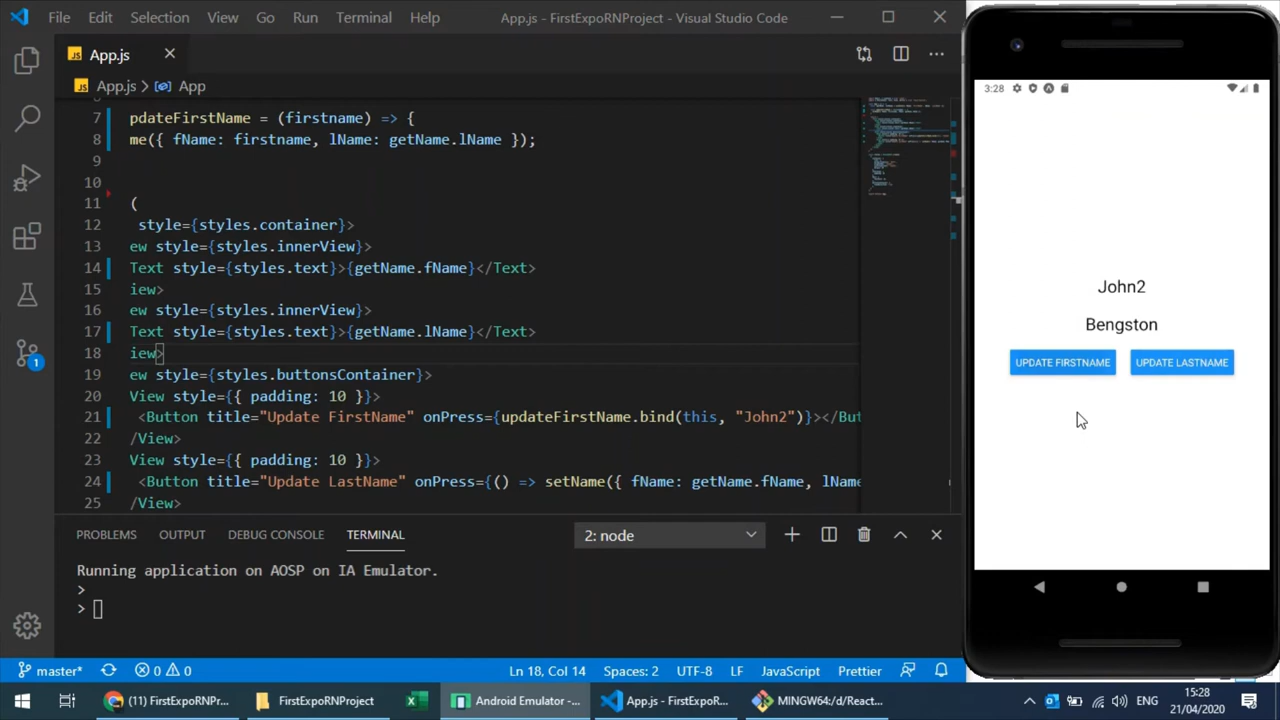 File Edit Selection View Go Run Terminal Help App.js - FirstExpoRNProject - Visual Studio Code
JS App.js
JS App.js > App
7 pdateFirstName = (firstname) => {
8 me({ fName: firstname, lName: getName.lName });
9
10
11 (
12 style={styles.container}>
13 ew style={styles.innerView}>
14 Text style={styles.text}>{getName.fName}</Text>
15 iew>
16 ew style={styles.innerView}>
17 Text style={styles.text}>{getName.lName}</Text>
18 iew>
19 ew style={styles.buttonsContainer}>
20 View style={{ padding: 10 }}>
21 <Button title="Update FirstName" onPress={updateFirstName.bind(this, "John2")}></But
22 /View>
23 View style={{ padding: 10 }}>
24 <Button title="Update LastName" onPress={() => setName({ fName: getName.fName, lName
25 /View>
PROBLEMS OUTPUT DEBUG CONSOLE TERMINAL 2: node
Running application on AOSP on IA Emulator.
>
>
1
master* 0 0 Ln 18, Col 14 Spaces: 2 UTF-8 LF JavaScript Prettier
3:28
John2
Bengston
UPDATE FIRSTNAME UPDATE LASTNAME
(11) FirstExpoRNPr... FirstExpoRNProject Android Emulator -... App.js - FirstExpoR... MINGW64:/d/React... ENG 15:28
21/04/2020